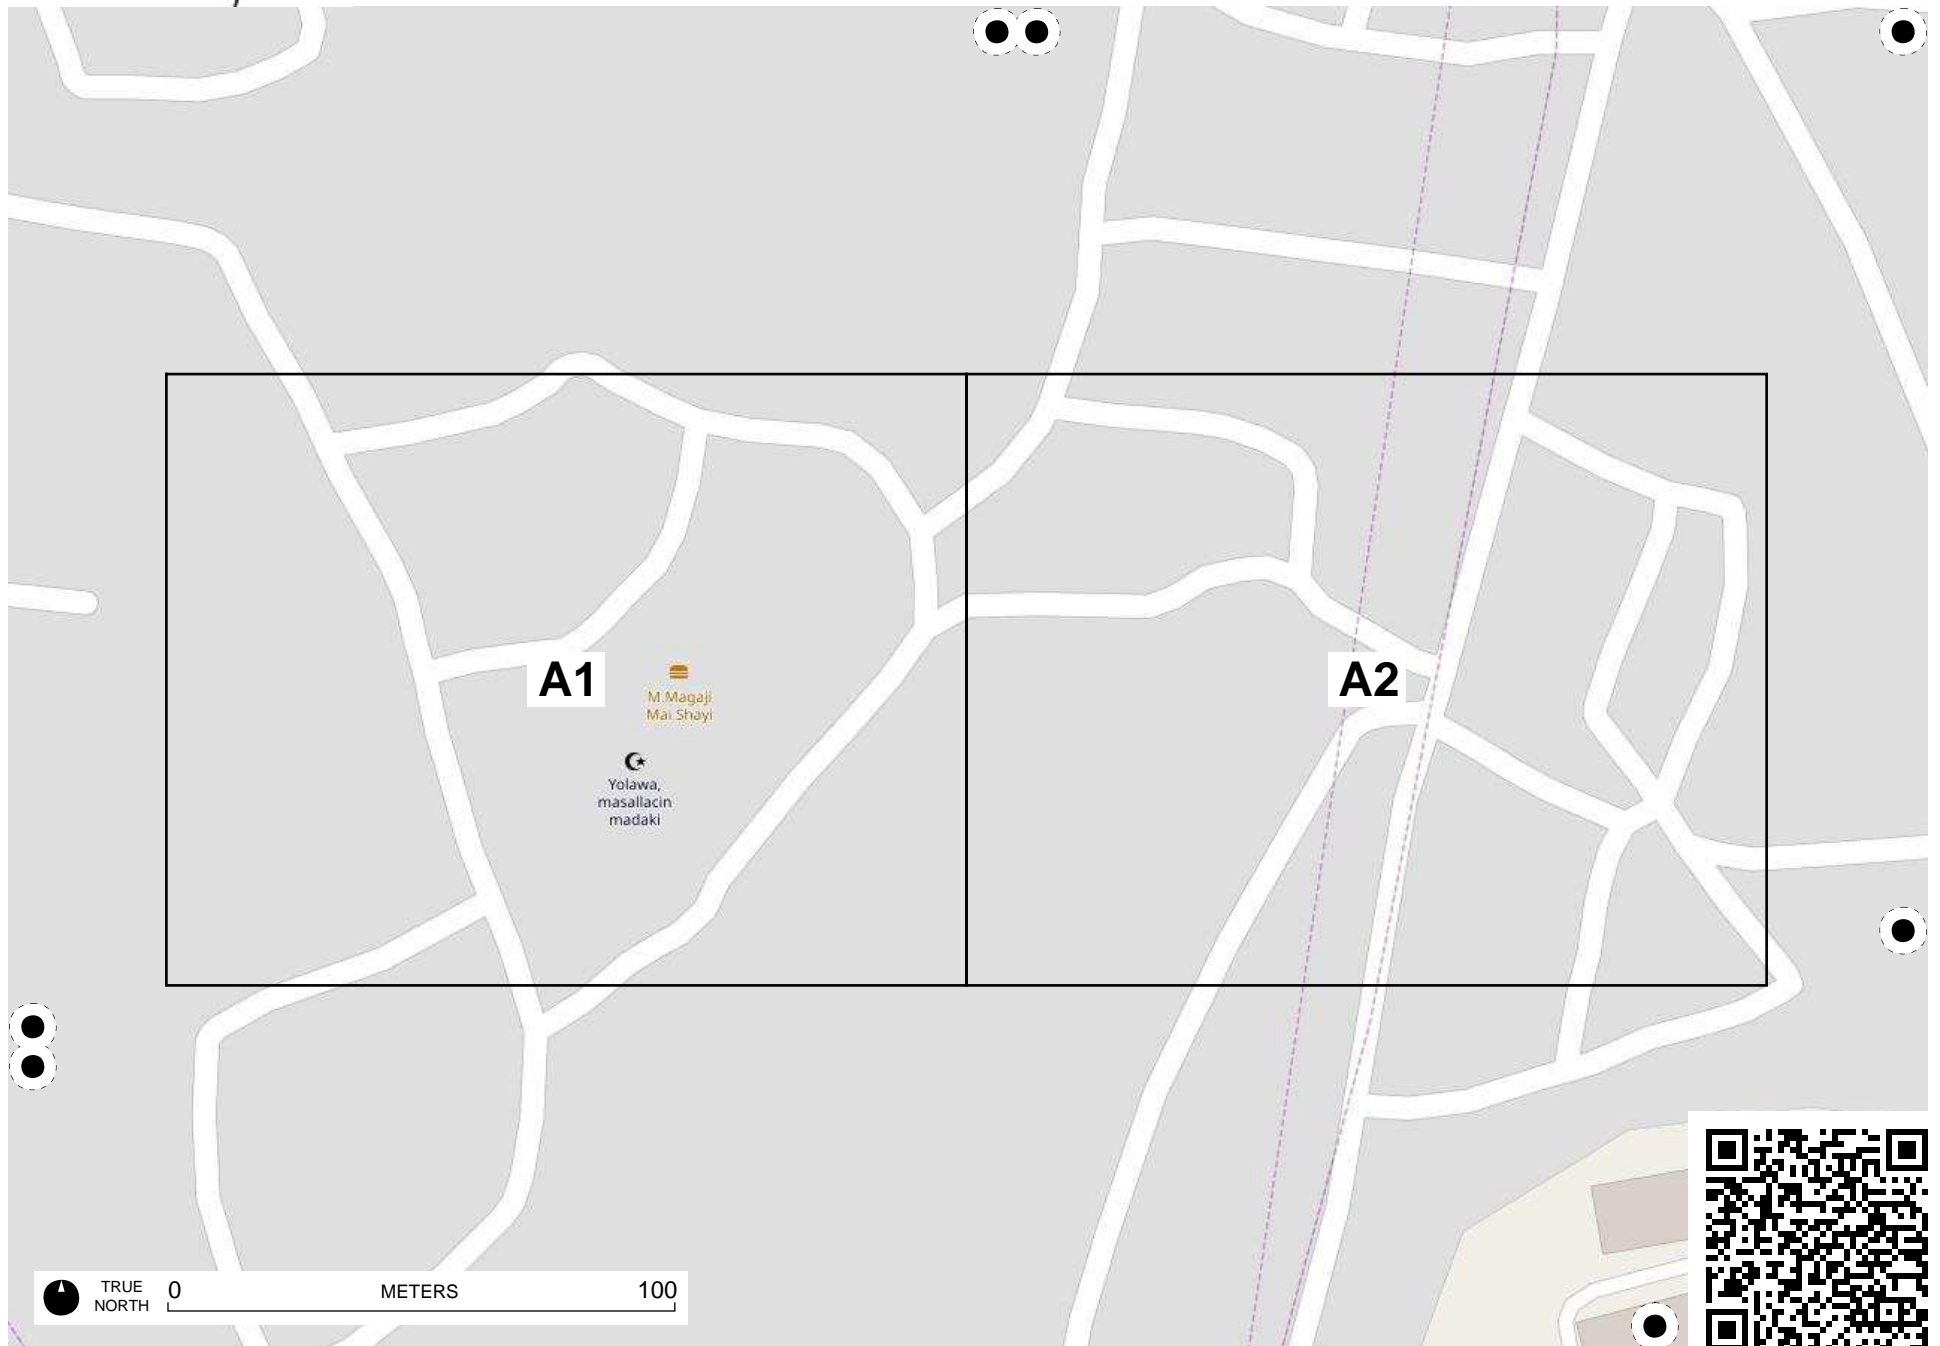 A1
A2
M.Magaji
Mai Shayi
Yolawa,
masallacin
madaki
TRUE
NORTH
0 METERS 100